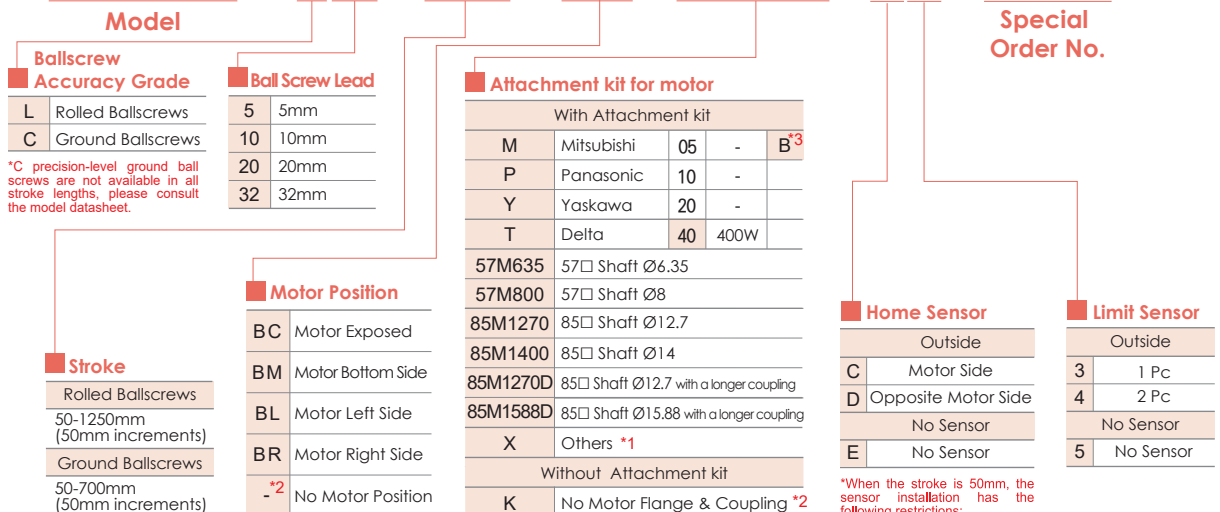 Model
Special
Order No.
Ballscrew
Accuracy Grade
L Rolled Ballscrews
C Ground Ballscrews
*C precision-level ground ball
screws are not available in all
stroke lengths, please consult
the model datasheet.
Ball Screw Lead
5 5mm
10 10mm
20 20mm
32 32mm
Attachment kit for motor
With Attachment kit
M Mitsubishi 05 - B*3
P Panasonic 10 -
Y Yaskawa 20 -
T Delta 40 400W
57M635 57□ Shaft Ø6.35
57M800 57□ Shaft Ø8
85M1270 85□ Shaft Ø12.7
85M1400 85□ Shaft Ø14
85M1270D 85□ Shaft Ø12.7 with a longer coupling
85M1588D 85□ Shaft Ø15.88 with a longer coupling
X Others *1
Without Attachment kit
K No Motor Flange & Coupling *2
Stroke
Rolled Ballscrews
50-1250mm
(50mm increments)
Ground Ballscrews
50-700mm
(50mm increments)
Motor Position
BC Motor Exposed
BM Motor Bottom Side
BL Motor Left Side
BR Motor Right Side
-*2 No Motor Position
Home Sensor
Outside
C Motor Side
D Opposite Motor Side
No Sensor
E No Sensor
*When the stroke is 50mm, the
sensor installation has the
following restrictions:
Limit Sensor
Outside
3 1 Pc
4 2 Pc
No Sensor
5 No Sensor